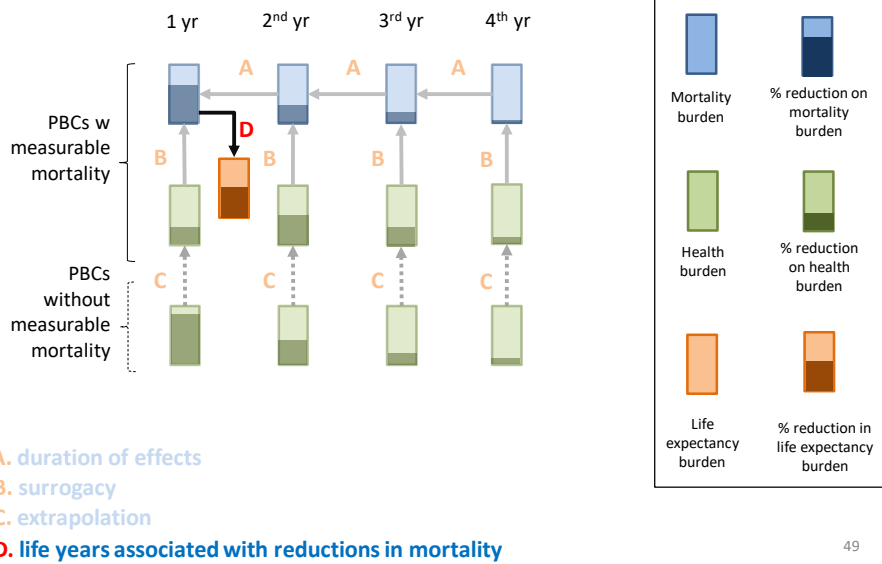 1 yr
2nd yr
3rd yr
4th yr
A
A
A
PBCs w
measurable
mortality
D
B
B
B
B
PBCs
without
measurable
mortality
C
C
C
C
Mortality
burden
% reduction on
mortality
burden
Health
burden
% reduction
on health
burden
Life
expectancy
burden
% reduction in
life expectancy
burden
A. duration of effects
B. surrogacy
C. extrapolation
D. life years associated with reductions in mortality
49